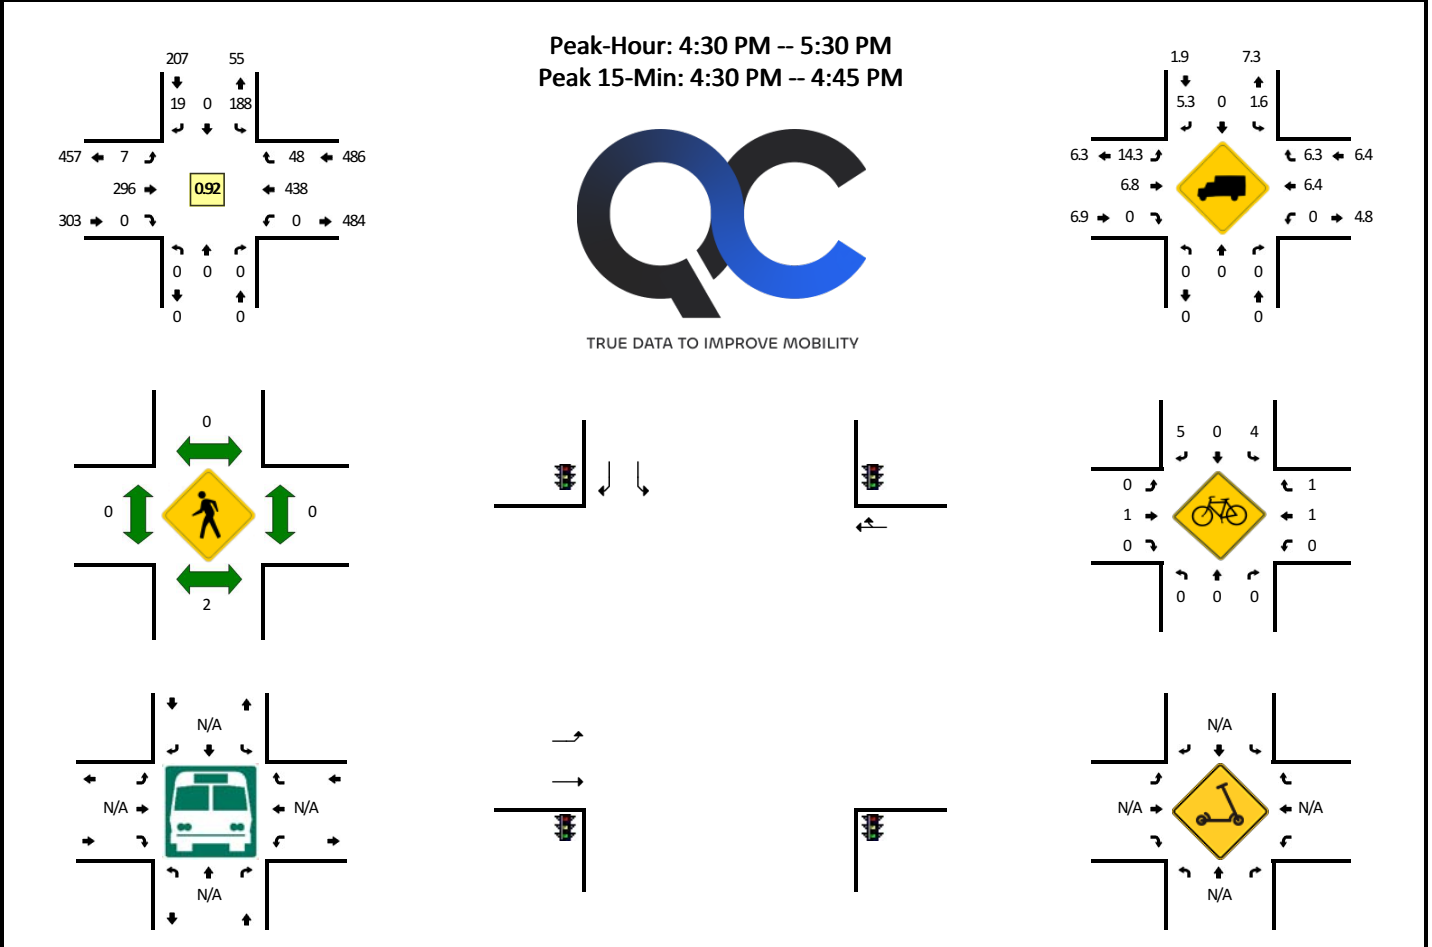 Peak-Hour: 4:30 PM -- 5:30 PM
Peak 15-Min: 4:30 PM -- 4:45 PM
207 55
19 0 188
457 7 48 486
296 0.92 438
303 0 0 484
0 0 0
0 0
QC
TRUE DATA TO IMPROVE MOBILITY
1.9 7.3
5.3 0 1.6
6.3 14.3 6.3 6.4
6.8 6.4
6.9 0 0 4.8
0 0 0
0 0
0
0 0
2
5 0 4
0 1
1 1
0 0
0 0 0
N/A
N/A N/A
N/A
N/A
N/A N/A
N/A